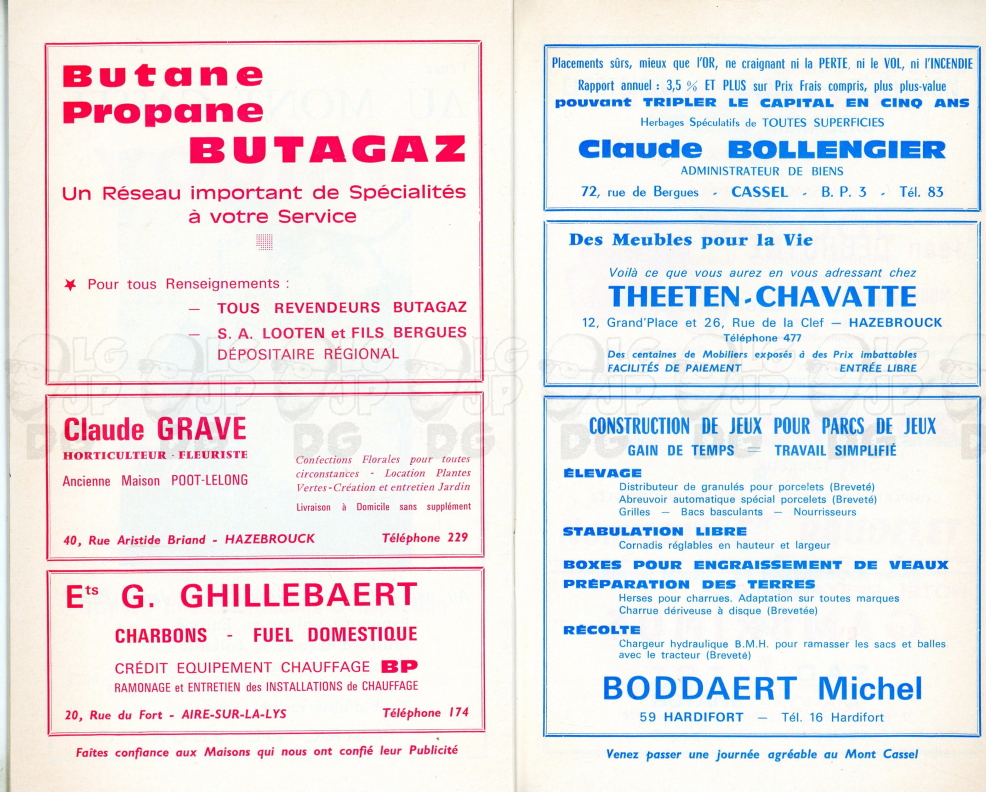 Butane
Propane
BUTAGAZ
Un Réseau important de Spécialités
à votre Service
Pour tous Renseignements :
— TOUS REVENDEURS BUTAGAZ
— S. A. LOOTEN et FILS BERGUES
DÉPOSITAIRE RÉGIONAL
Claude GRAVE
HORTICULTEUR - FLEURISTE
Ancienne Maison POOT-LELONG
Confections Florales pour toutes
circonstances - Location Plantes
Vertes - Création et entretien Jardin
Livraison à Domicile sans supplément
40, Rue Aristide Briand - HAZEBROUCK Téléphone 229
Ets G. GHILLEBAERT
CHARBONS - FUEL DOMESTIQUE
CRÉDIT EQUIPEMENT CHAUFFAGE BP
RAMONAGE et ENTRETIEN des INSTALLATIONS de CHAUFFAGE
20, Rue du Fort - AIRE-SUR-LA-LYS Téléphone 174
Faites confiance aux Maisons qui nous ont confié leur Publicité
Placements sûrs, mieux que l'OR, ne craignant ni la PERTE, ni le VOL, ni l'INCENDIE
Rapport annuel : 3,5 % ET PLUS sur Prix Frais compris, plus plus-value
pouvant TRIPLER LE CAPITAL EN CINQ ANS
Herbages Spéculatifs de TOUTES SUPERFICIES
Claude BOLLENGIER
ADMINISTRATEUR DE BIENS
72, rue de Bergues - CASSEL - B. P. 3 - Tél. 83
Des Meubles pour la Vie
Voilà ce que vous aurez en vous adressant chez
THEETEN-CHAVATTE
12, Grand'Place et 26, Rue de la Clef — HAZEBROUCK
Téléphone 477
Des centaines de Mobiliers exposés à des Prix imbattables
FACILITÉS DE PAIEMENT ENTRÉE LIBRE
CONSTRUCTION DE JEUX POUR PARCS DE JEUX
GAIN DE TEMPS = TRAVAIL SIMPLIFIÉ
ÉLEVAGE
Distributeur de granulés pour porcelets (Breveté)
Abreuvoir automatique spécial porcelets (Breveté)
Grilles — Bacs basculants — Nourrisseurs
STABULATION LIBRE
Cornadis réglables en hauteur et largeur
BOXES POUR ENGRAISSEMENT DE VEAUX
PRÉPARATION DES TERRES
Herses pour charrues. Adaptation sur toutes marques
Charrue dériveuse à disque (Brevetée)
RÉCOLTE
Chargeur hydraulique B.M.H. pour ramasser les sacs et balles
avec le tracteur (Breveté)
BODDAERT Michel
59 HARDIFORT — Tél. 16 Hardifort
Venez passer une journée agréable au Mont Cassel